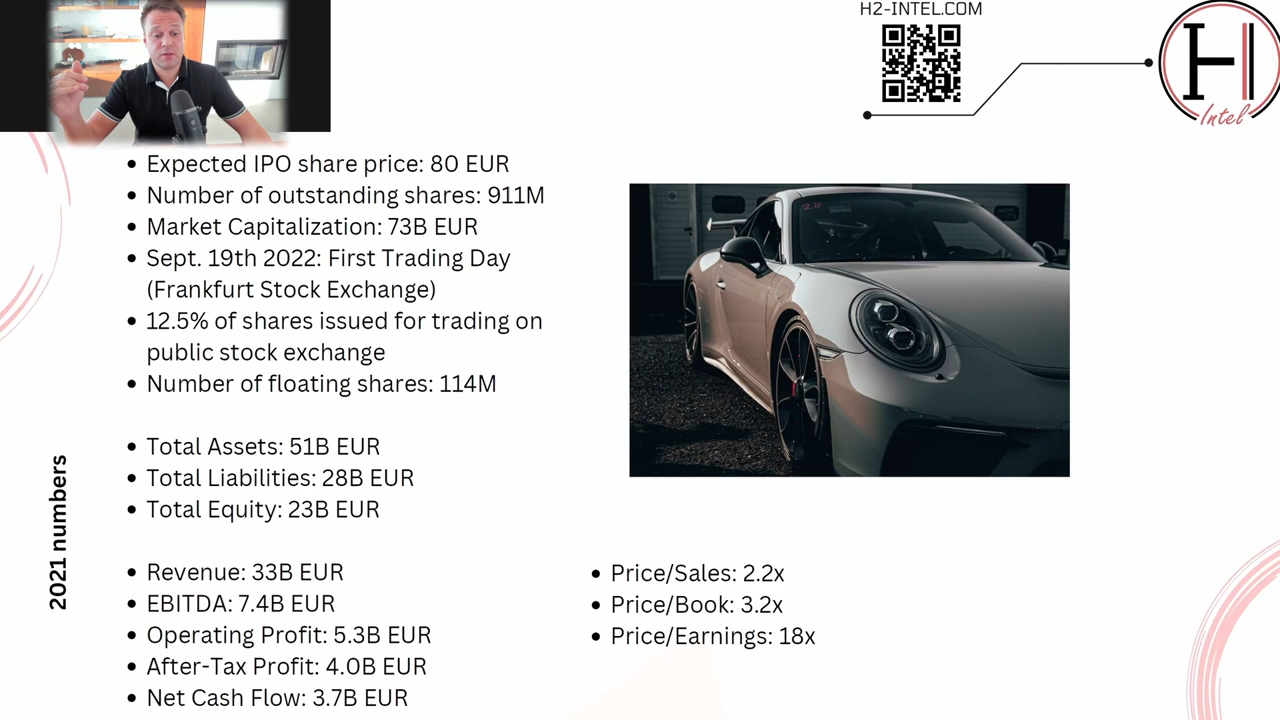 H2-INTEL.COM
H
Intel
• Expected IPO share price: 80 EUR
• Number of outstanding shares: 911M
• Market Capitalization: 73B EUR
• Sept. 19th 2022: First Trading Day
(Frankfurt Stock Exchange)
• 12.5% of shares issued for trading on
public stock exchange
• Number of floating shares: 114M
2021 numbers
• Total Assets: 51B EUR
• Total Liabilities: 28B EUR
• Total Equity: 23B EUR
• Revenue: 33B EUR
• EBITDA: 7.4B EUR
• Operating Profit: 5.3B EUR
• After-Tax Profit: 4.0B EUR
• Net Cash Flow: 3.7B EUR
• Price/Sales: 2.2x
• Price/Book: 3.2x
• Price/Earnings: 18x